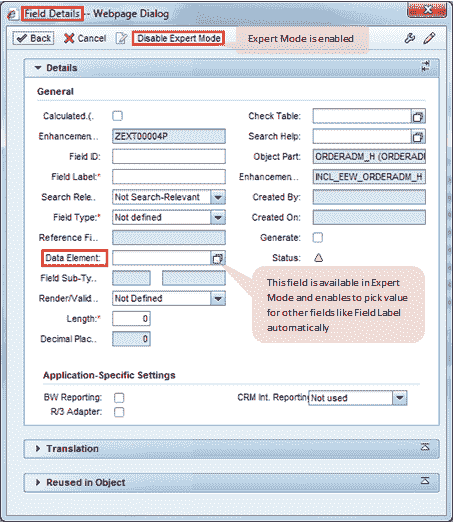 Field Details -- Webpage Dialog
Back Cancel Disable Expert Mode Expert Mode is enabled
Details
General
Calculated.(. Check Table:
Enhancemen.. ZEXT00004P Search Help:
Field ID: Object Part: ORDERADM_H (ORDERAD
Field Label:* Enhancemen.. INCL_EEW_ORDERADM_H
Search Rele.. Not Search-Relevant Created By:
Field Type:* Not defined Created On:
Reference Fi.. Generate:
Data Element: Status:
Field Sub-Ty..
This field is available in Expert
Mode and enables to pick value
for other fields like Field Label
automatically
Render/Valid.. Not Defined
Length:* 0
Decimal Plac.. 0
Application-Specific Settings
BW Reporting: CRM Int. Reporting Not used
R/3 Adapter:
Translation
Reused in Object